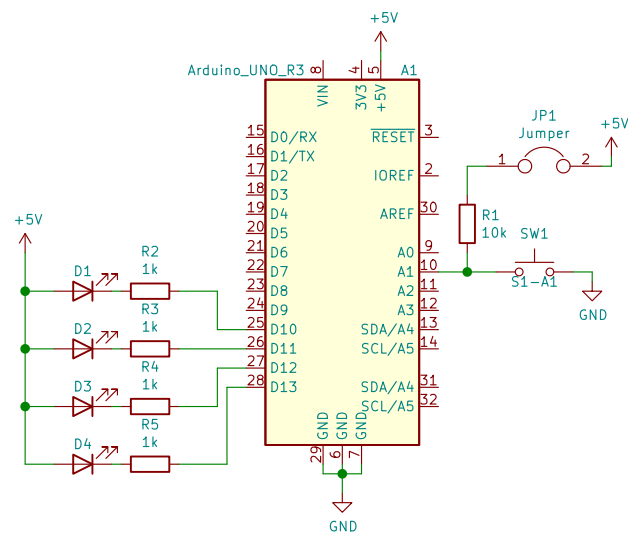 +5V
Arduino_UNO_R3
A1
8
4
5
VIN
3V3
+5V
15
D0/RX
16
D1/TX
17
D2
18
D3
19
D4
20
D5
21
D6
22
D7
23
D8
24
D9
25
D10
26
D11
27
D12
28
D13
RESET
3
IOREF
2
AREF
30
A0
9
A1
10
A2
11
A3
12
SDA/A4
13
SCL/A5
14
SDA/A4
31
SCL/A5
32
GND
GND
GND
29
6
7
GND
JP1
Jumper
1
2
+5V
R1
10k
SW1
S1-A1
GND
+5V
D1
R2
1k
D2
R3
1k
D3
R4
1k
D4
R5
1k